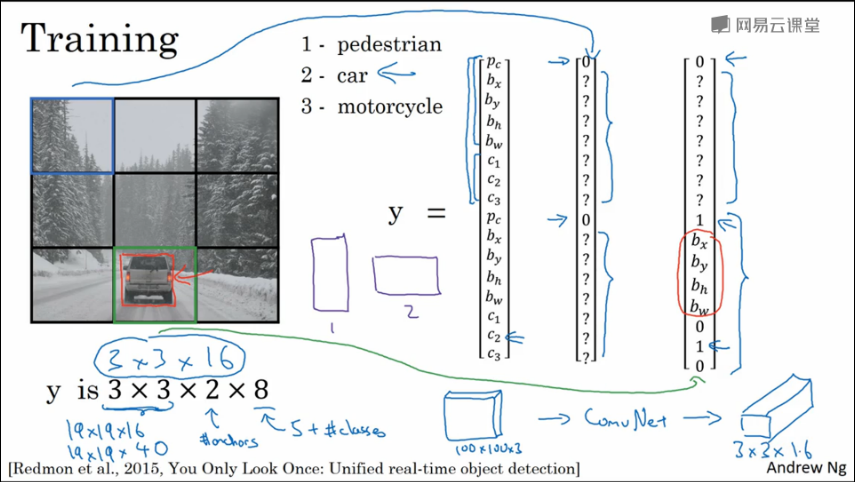 Training
网易云课堂
1 - pedestrian
2 - car
3 - motorcycle
y =
p_c
b_x
b_y
b_h
b_w
c_1
c_2
c_3
p_c
b_x
b_y
b_h
b_w
c_1
c_2
c_3
0
?
?
?
?
?
?
?
0
?
?
?
?
?
?
?
0
?
?
?
?
?
?
?
1
b_x
b_y
b_h
b_w
0
1
0
1
2
3 × 3 × 16
y is 3 × 3 × 2 × 8
19×19×16
19×19×40
#anchors
5 + #classes
100×100×3
→ ConvNet →
3×3×16
[Redmon et al., 2015, You Only Look Once: Unified real-time object detection]
Andrew Ng